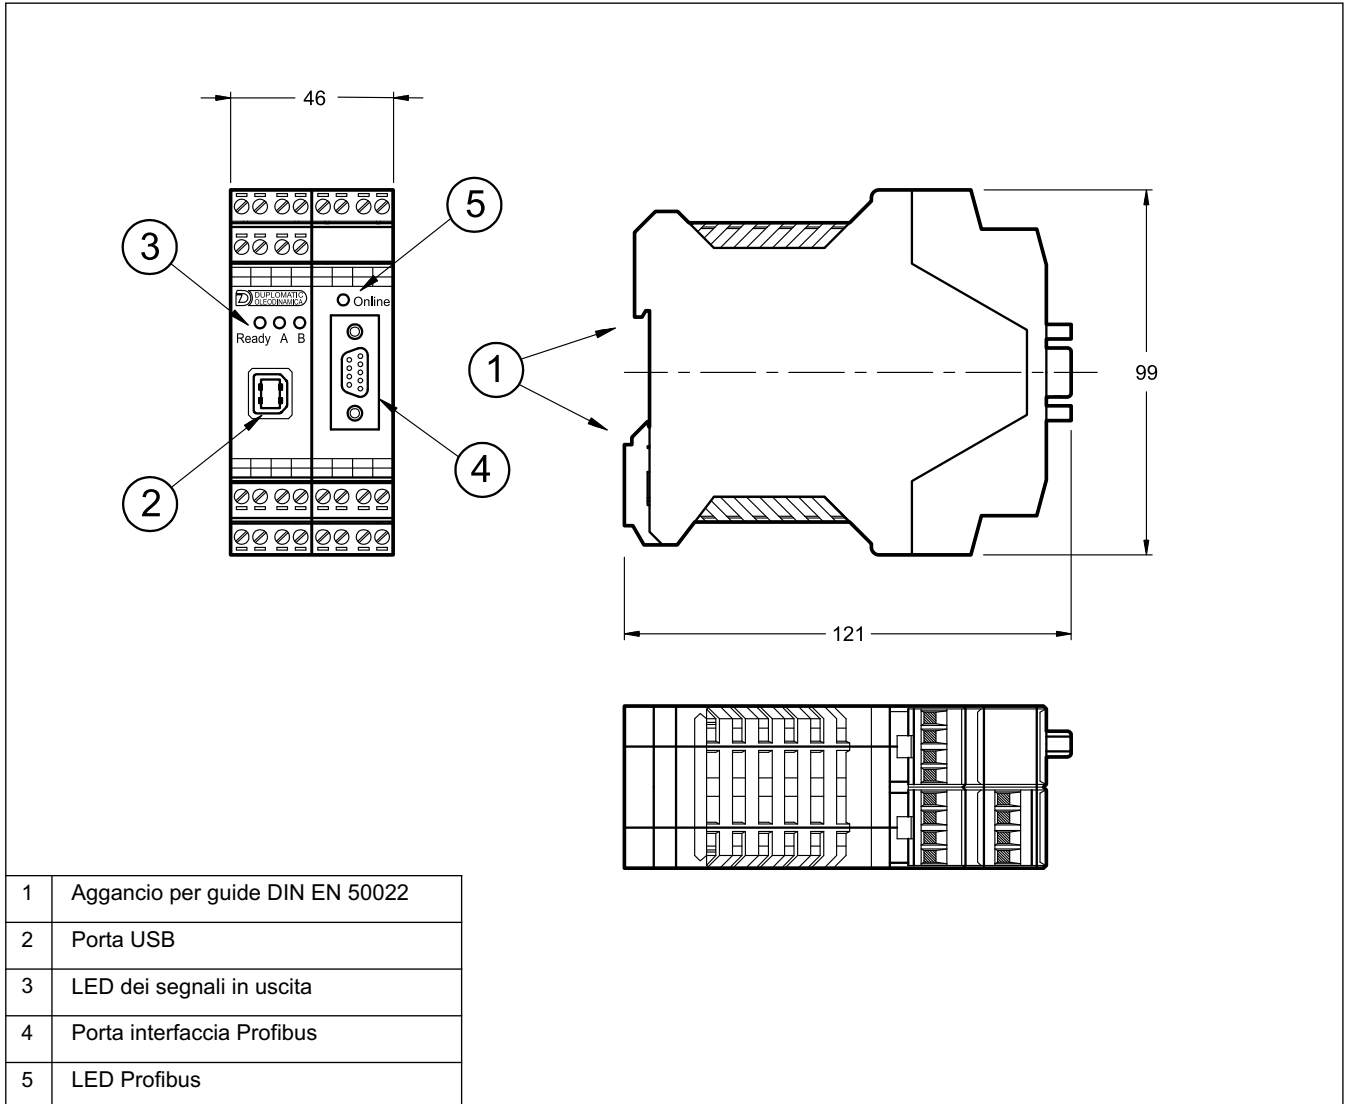 46
5
3
DUPLOMATIC
OLEODINAMICA
Online
Ready A B
1
99
4
2
121
1 Aggancio per guide DIN EN 50022
2 Porta USB
3 LED dei segnali in uscita
4 Porta interfaccia Profibus
5 LED Profibus